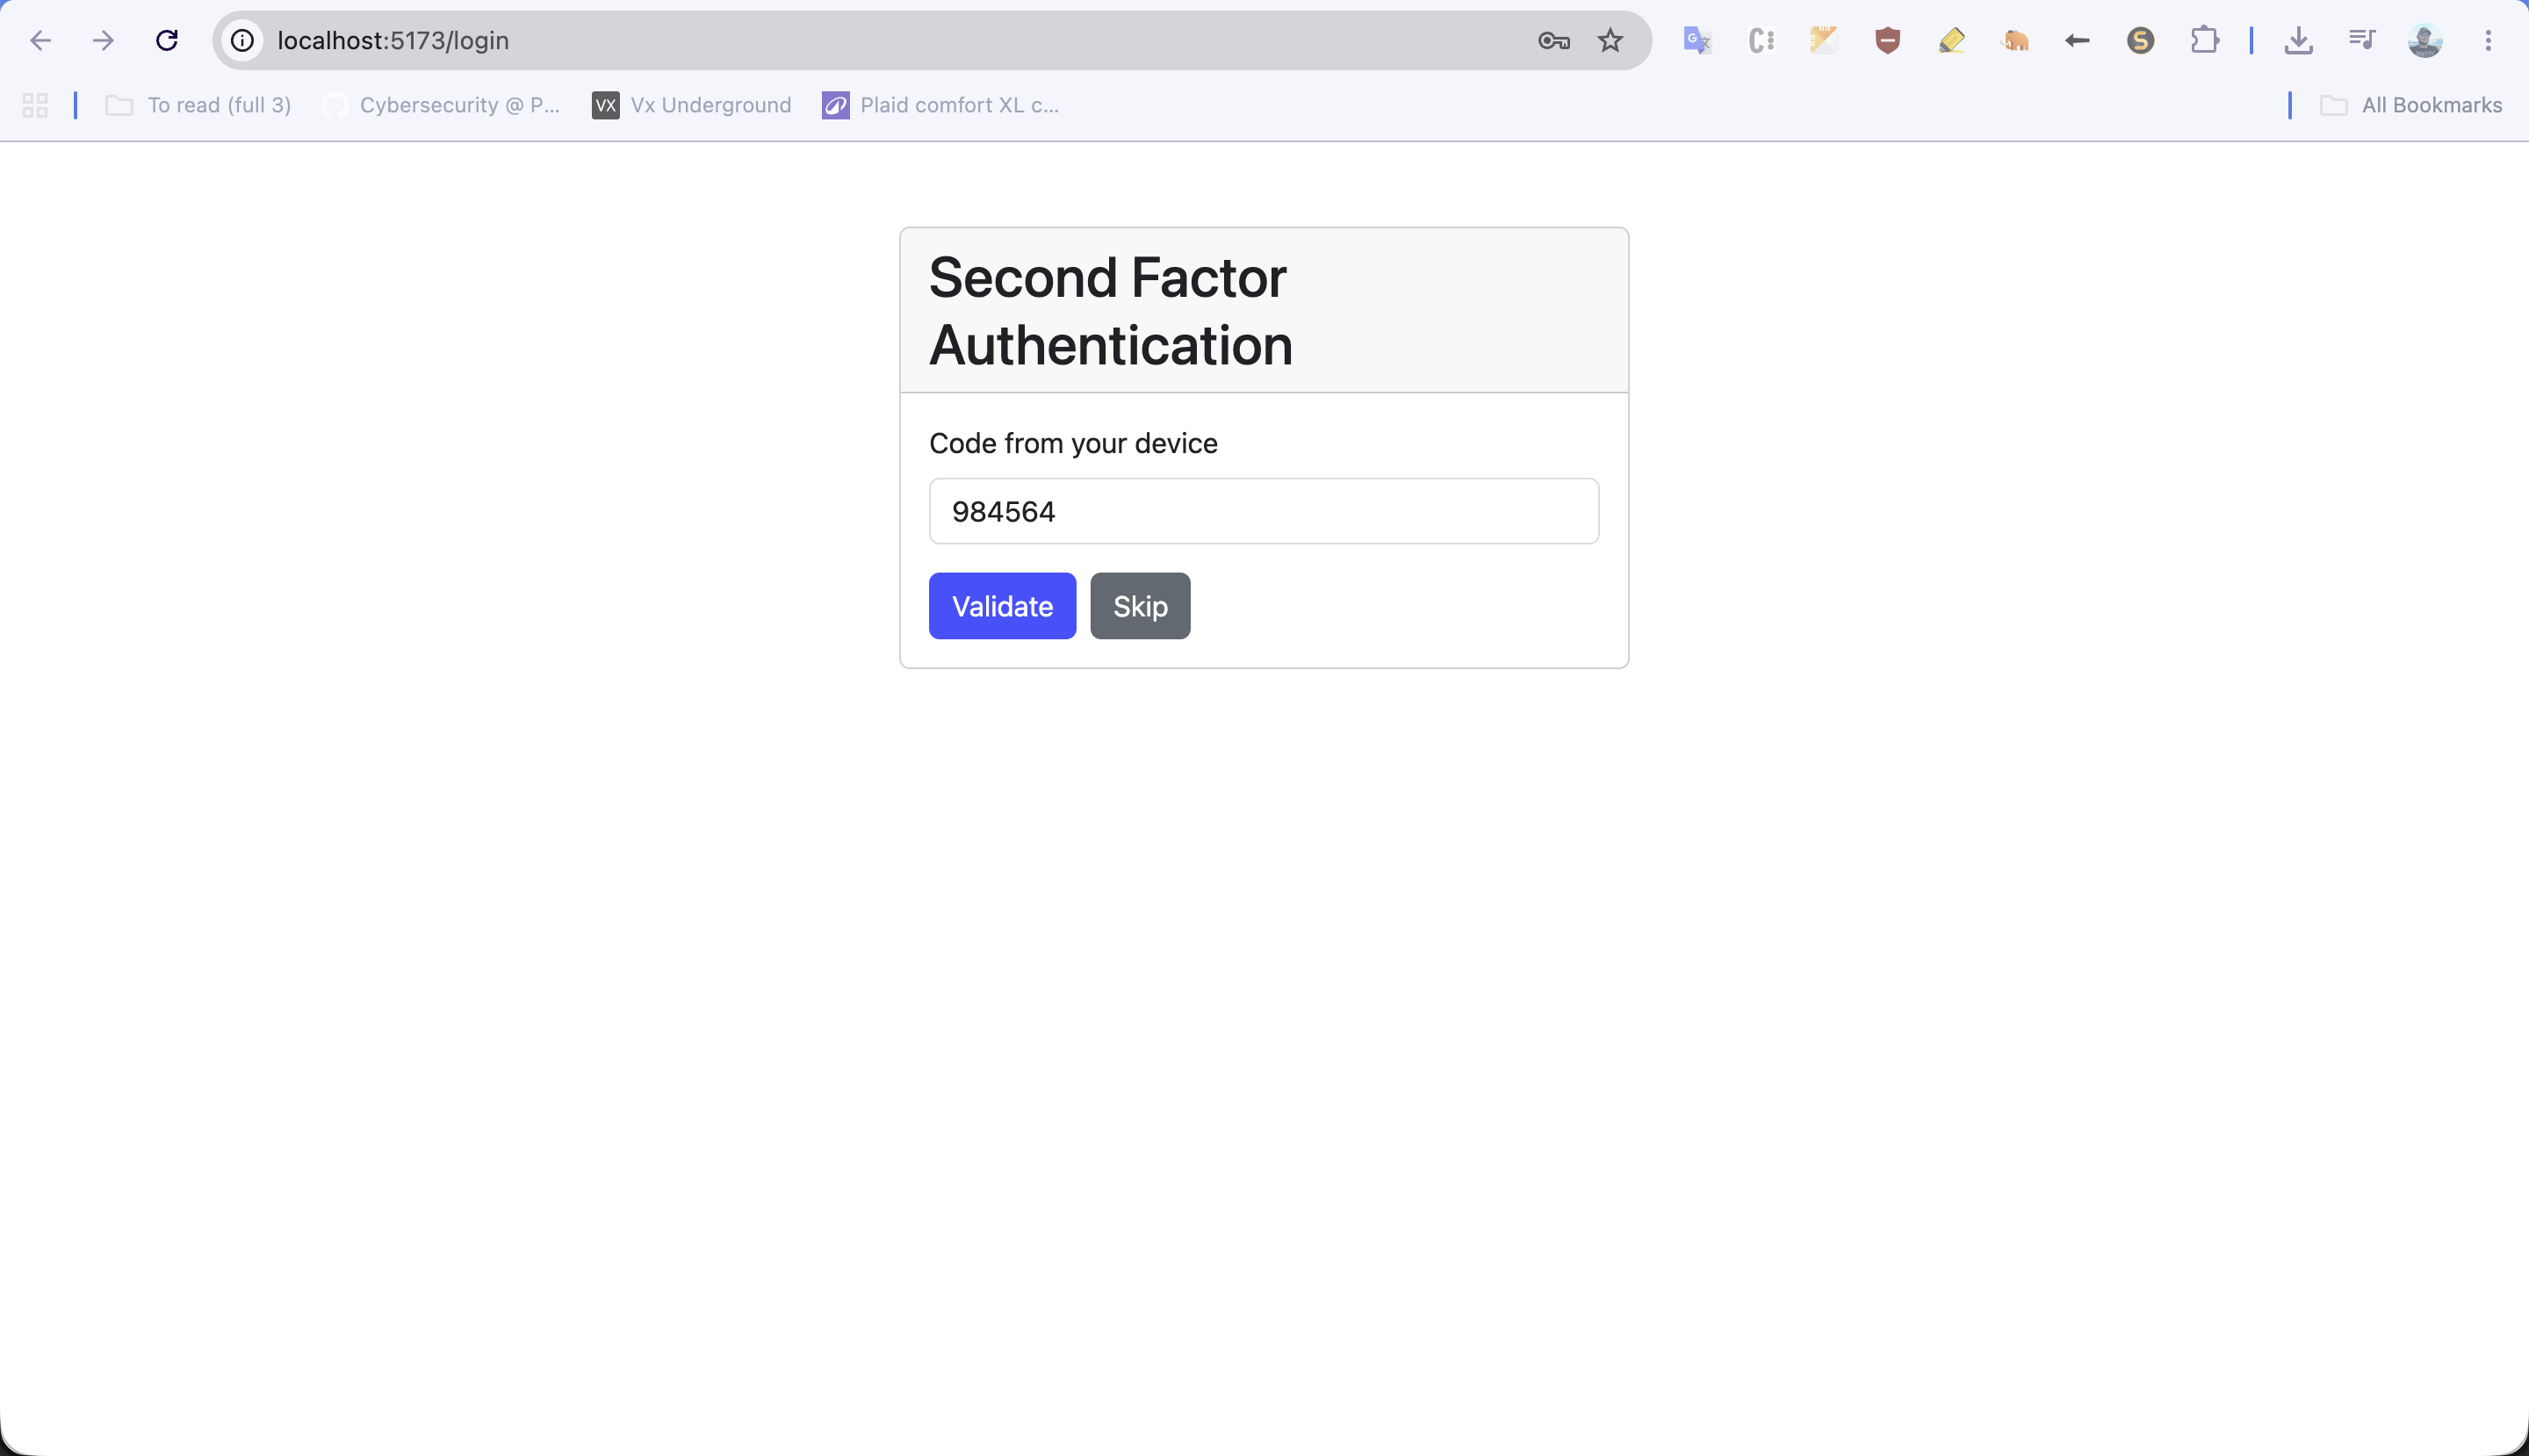 localhost:5173/login
To read (full 3)
Cybersecurity @ P...
VX
Vx Underground
Plaid comfort XL c...
All Bookmarks
Second Factor
Authentication
Code from your device
984564
Validate
Skip